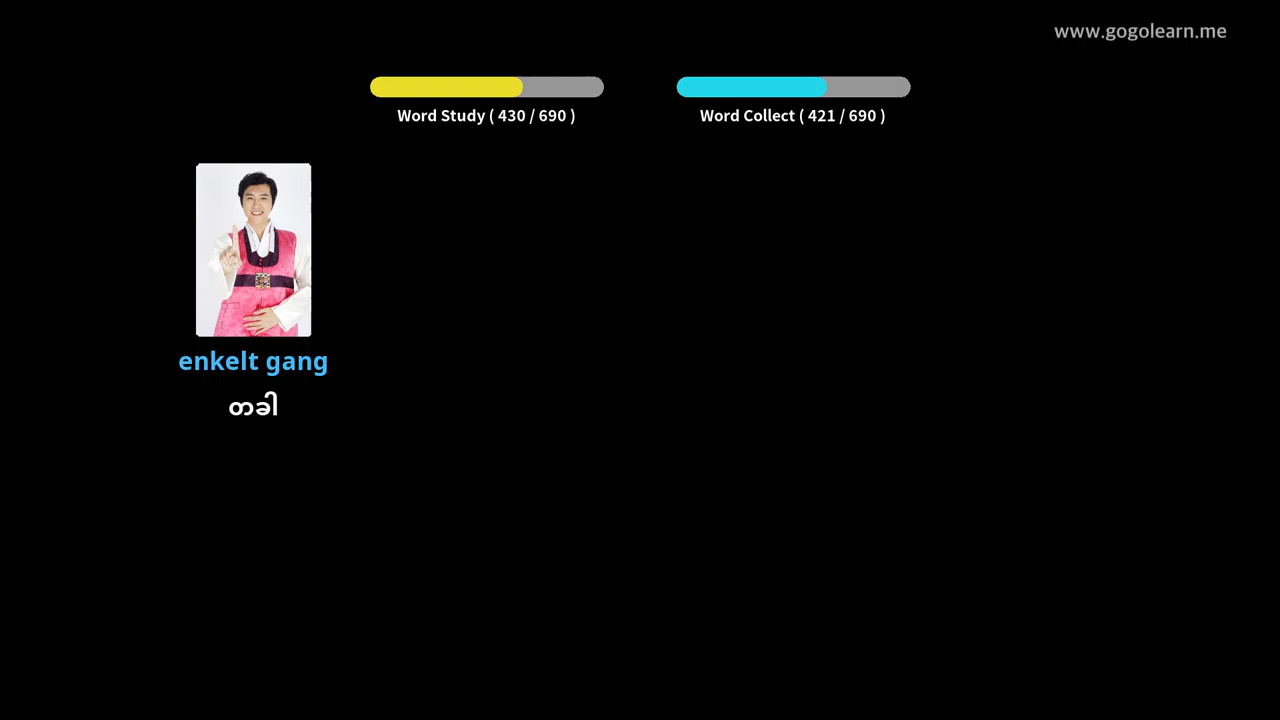 www.gogolearn.me
Word Study ( 430 / 690 )
Word Collect ( 421 / 690 )
enkelt gang
တခါ